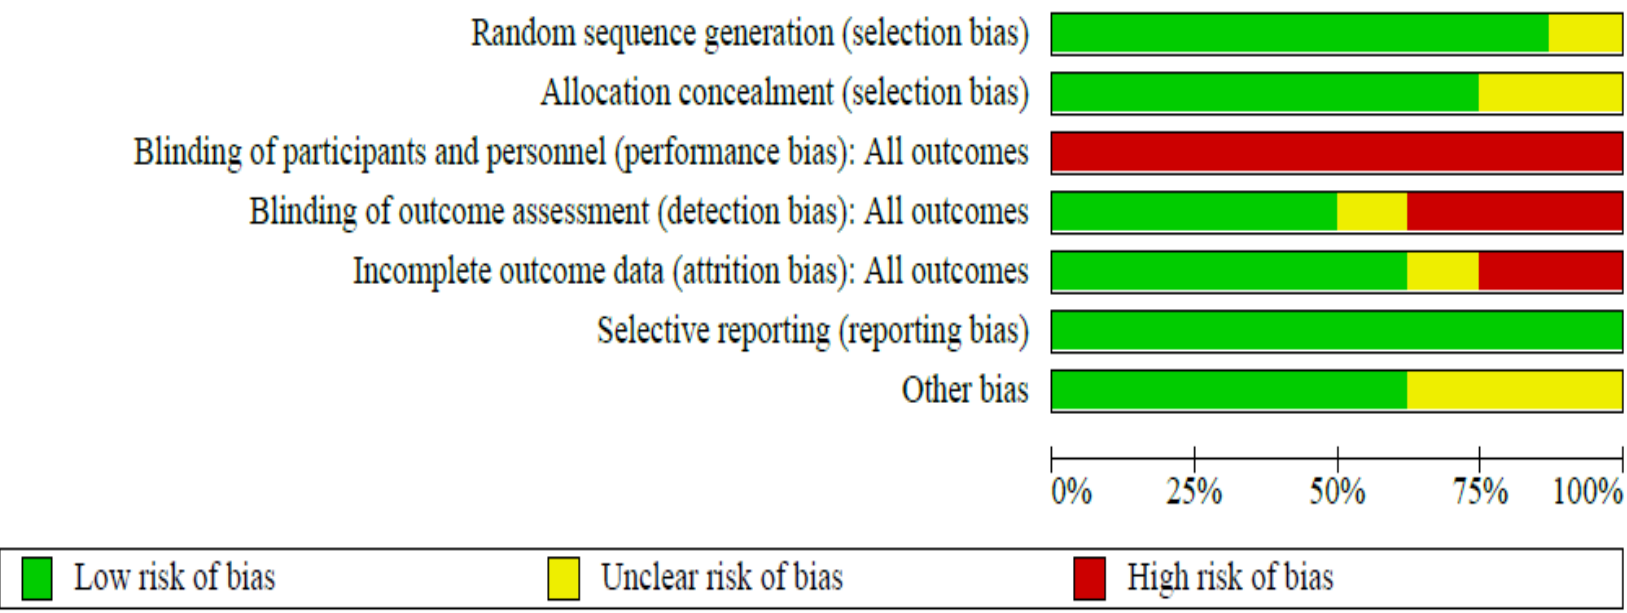 Random sequence generation (selection bias)
Allocation concealment (selection bias)
Blinding of participants and personnel (performance bias): All outcomes
Blinding of outcome assessment (detection bias): All outcomes
Incomplete outcome data (attrition bias): All outcomes
Selective reporting (reporting bias)
Other bias
0% 25% 50% 75% 100%
Low risk of bias Unclear risk of bias High risk of bias